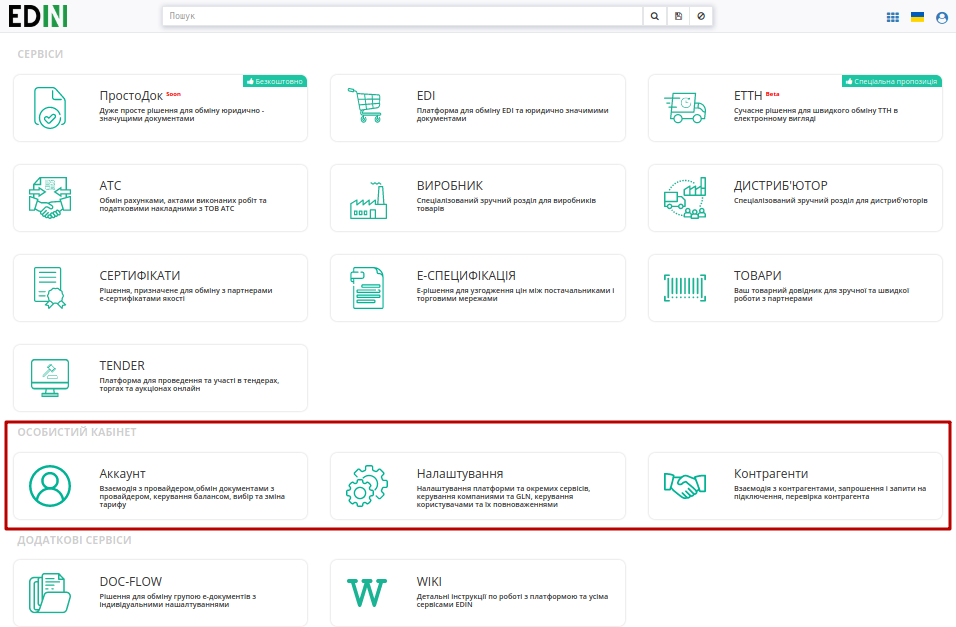 EDIN
Пошук
СЕРВІСИ
Безкоштовно
ПростоДок Soon
Дуже просте рішення для обміну юридично -
значущими документами
EDI
Платформа для обміну EDI та юридично значимими
документами
Спеціальна пропозиція
ЕТТН Beta
Сучасне рішення для швидкого обміну ТТН в
електронному вигляді
АТС
Обмін рахунками, актами виконаних робіт та
податковими накладними з ТОВ АТС
ВИРОБНИК
Спеціалізований зручний розділ для виробників
товарів
ДИСТРИБ'ЮТОР
Спеціалізований зручний розділ для дистриб'юторів
СЕРТИФІКАТИ
Рішення, призначене для обміну з партнерами
е-сертифікатами якості
Е-СПЕЦИФІКАЦІЯ
Е-рішення для узгодження цін між постачальниками і
торговими мережами
ТОВАРИ
Ваш товарний довідник для зручної та швидкої
роботи з партнерами
TENDER
Платформа для проведення та участі в тендерах,
торгах та аукціонах онлайн
ОСОБИСТИЙ КАБІНЕТ
Аккаунт
Взаємодія з провайдером,обмін документами з
провайдером, керування балансом, вибір та зміна
тарифу
Налаштування
Налаштування платформи та окремих сервісів,
керування компаніями та GLN, керування
користувачами та їх повноваженнями
Контрагенти
Взаємодія з контрагентами, запрошення і запити на
підключення, перевірка контрагента
ДОДАТКОВІ СЕРВІСИ
DOC-FLOW
Рішення для обміну групою е-документів з
індивідуальними нашалтуваннями
W
WIKI
Детальні інструкції по роботі з платформою та усіма
сервісами EDIN